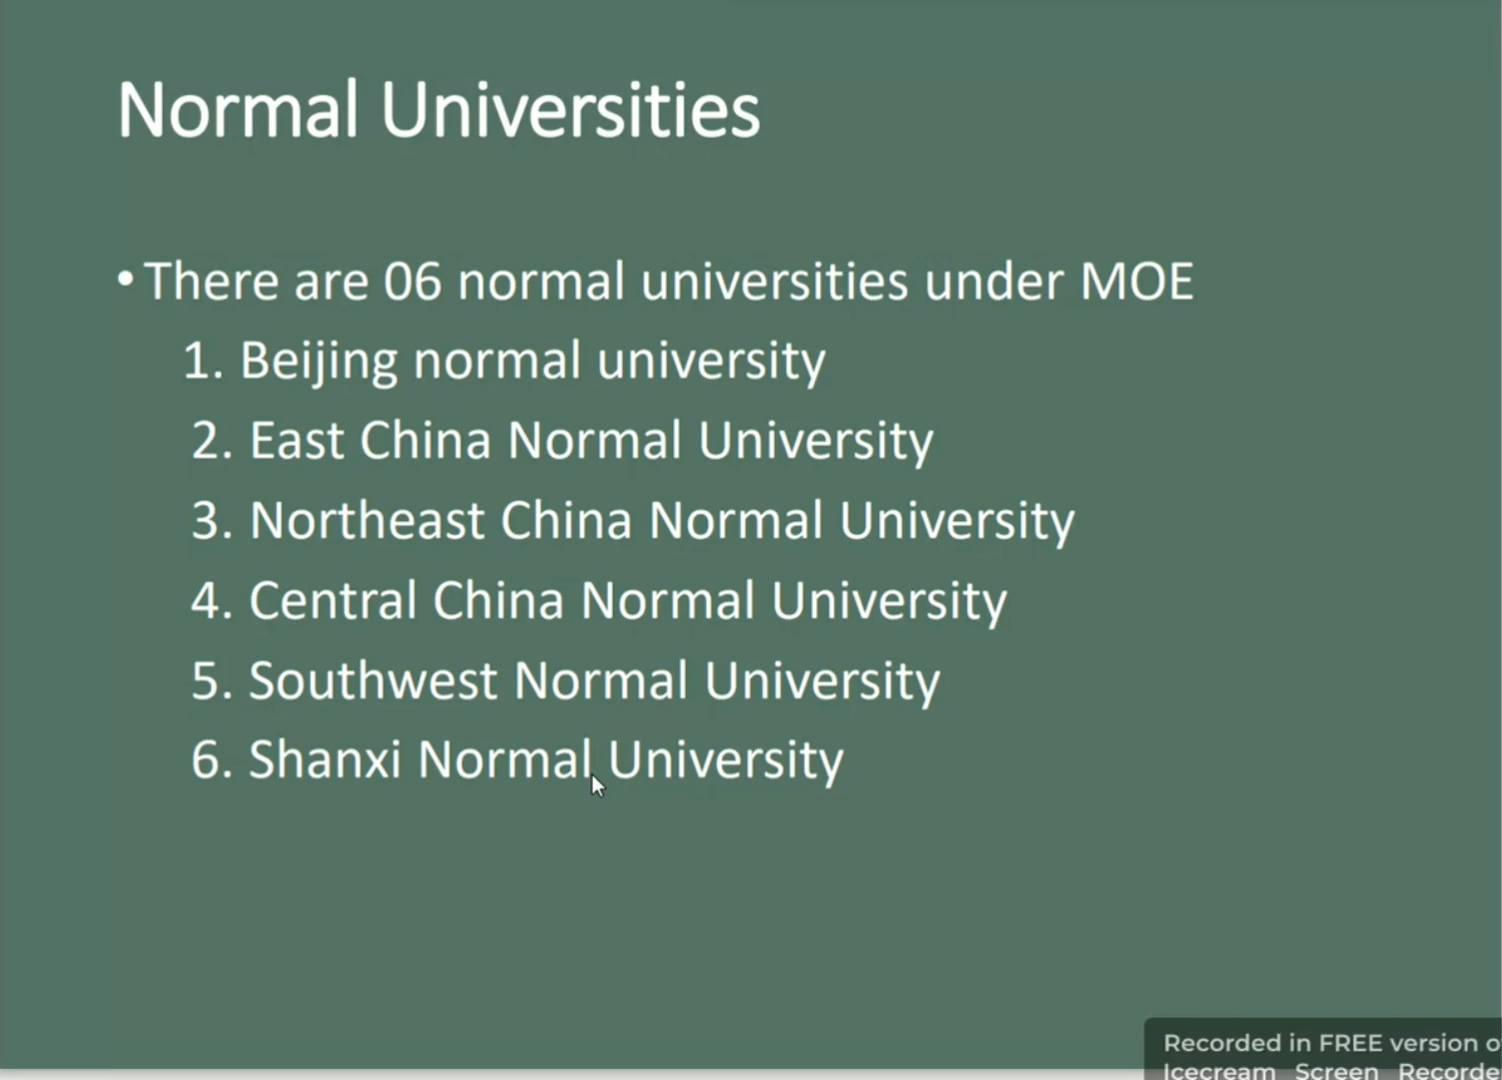 Normal Universities
• There are 06 normal universities under MOE
1. Beijing normal university
2. East China Normal University
3. Northeast China Normal University
4. Central China Normal University
5. Southwest Normal University
6. Shanxi Normal University
Recorded in FREE version
Icecream Screen